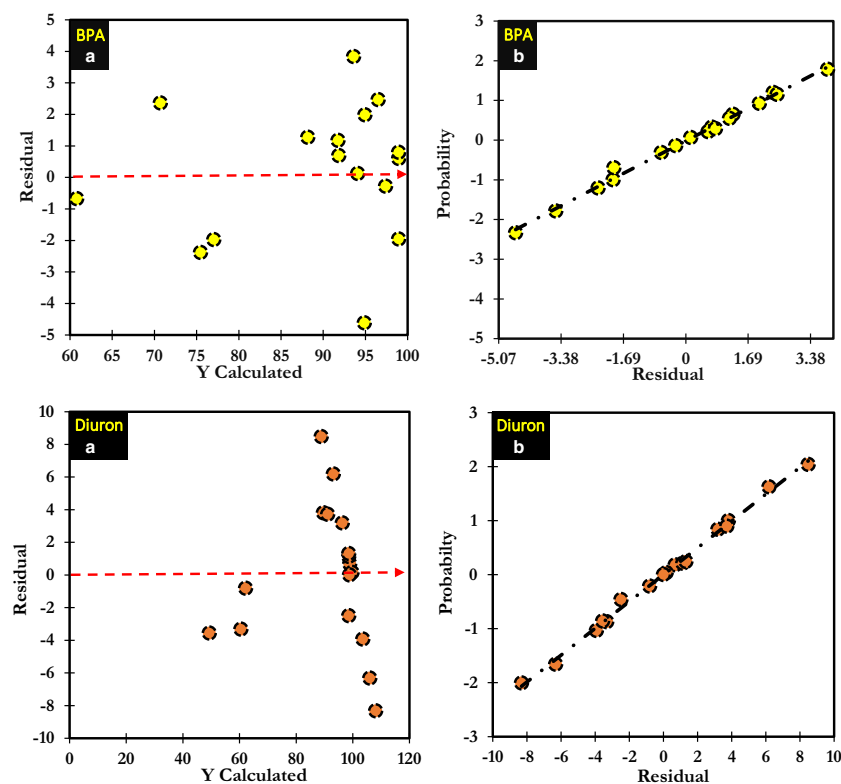 BPA
a
5
4
3
2
1
0
-1
-2
-3
-4
-5
60 65 70 75 80 85 90 95 100
Residual
Y Calculated
BPA
b
3
2
1
0
-1
-2
-3
-4
-5
-5.07 -3.38 -1.69 0 1.69 3.38
Probability
Residual
Diuron
a
10
8
6
4
2
0
-2
-4
-6
-8
-10
0 20 40 60 80 100 120
Residual
Y Calculated
Diuron
b
3
2
1
0
-1
-2
-3
-10 -8 -6 -4 -2 0 2 4 6 8 10
Probabilty
Residual